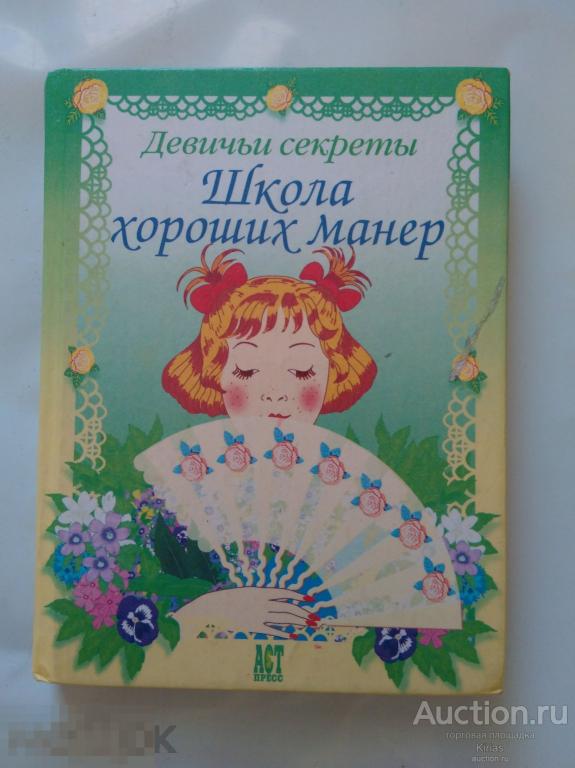 Девичьи секреты
Школа
хороших манер
АСТ
ПРЕСС
Auction.ru
торговая площадка
Kirias
auction.ru